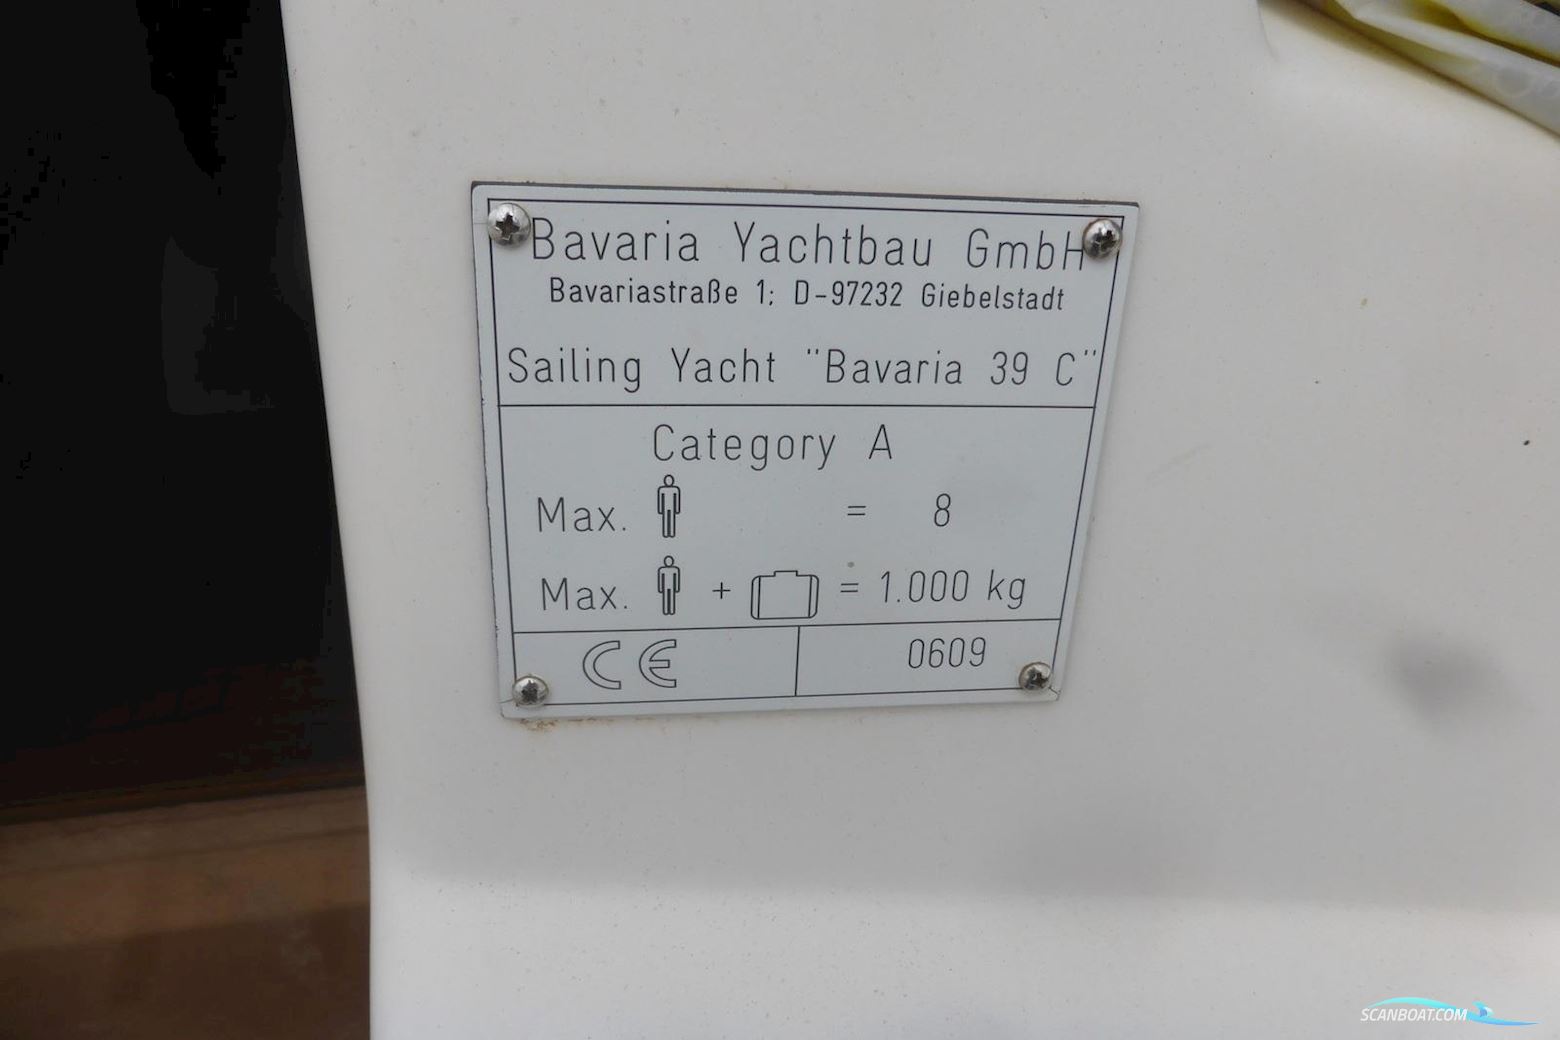 Bavaria Yachtbau GmbH
Bavariastraße 1; D-97232 Giebelstadt
Sailing Yacht "Bavaria 39 C"
Category A
Max. = 8
Max. + = 1.000 kg
CE 0609
SCANBOAT.COM